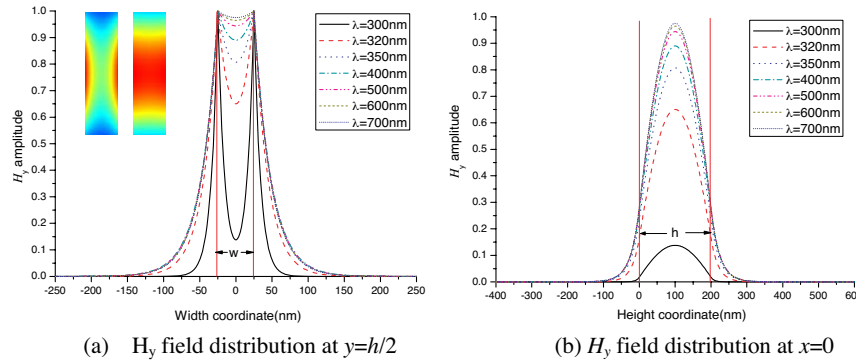 1.0
0.9
0.8
0.7
0.6
0.5
0.4
0.3
0.2
0.1
0.0
H_y amplitude
λ=300nm
λ=320nm
λ=350nm
λ=400nm
λ=500nm
λ=600nm
λ=700nm
w
-250 -200 -150 -100 -50 0 50 100 150 200 250
Width coordinate(nm)
(a) H_y field distribution at y=h/2
1.0
0.9
0.8
0.7
0.6
0.5
0.4
0.3
0.2
0.1
0.0
H_y amplitude
λ=300nm
λ=320nm
λ=350nm
λ=400nm
λ=500nm
λ=600nm
λ=700nm
h
-400 -300 -200 -100 0 100 200 300 400 500 600
Height coordinate(nm)
(b) H_y field distribution at x=0